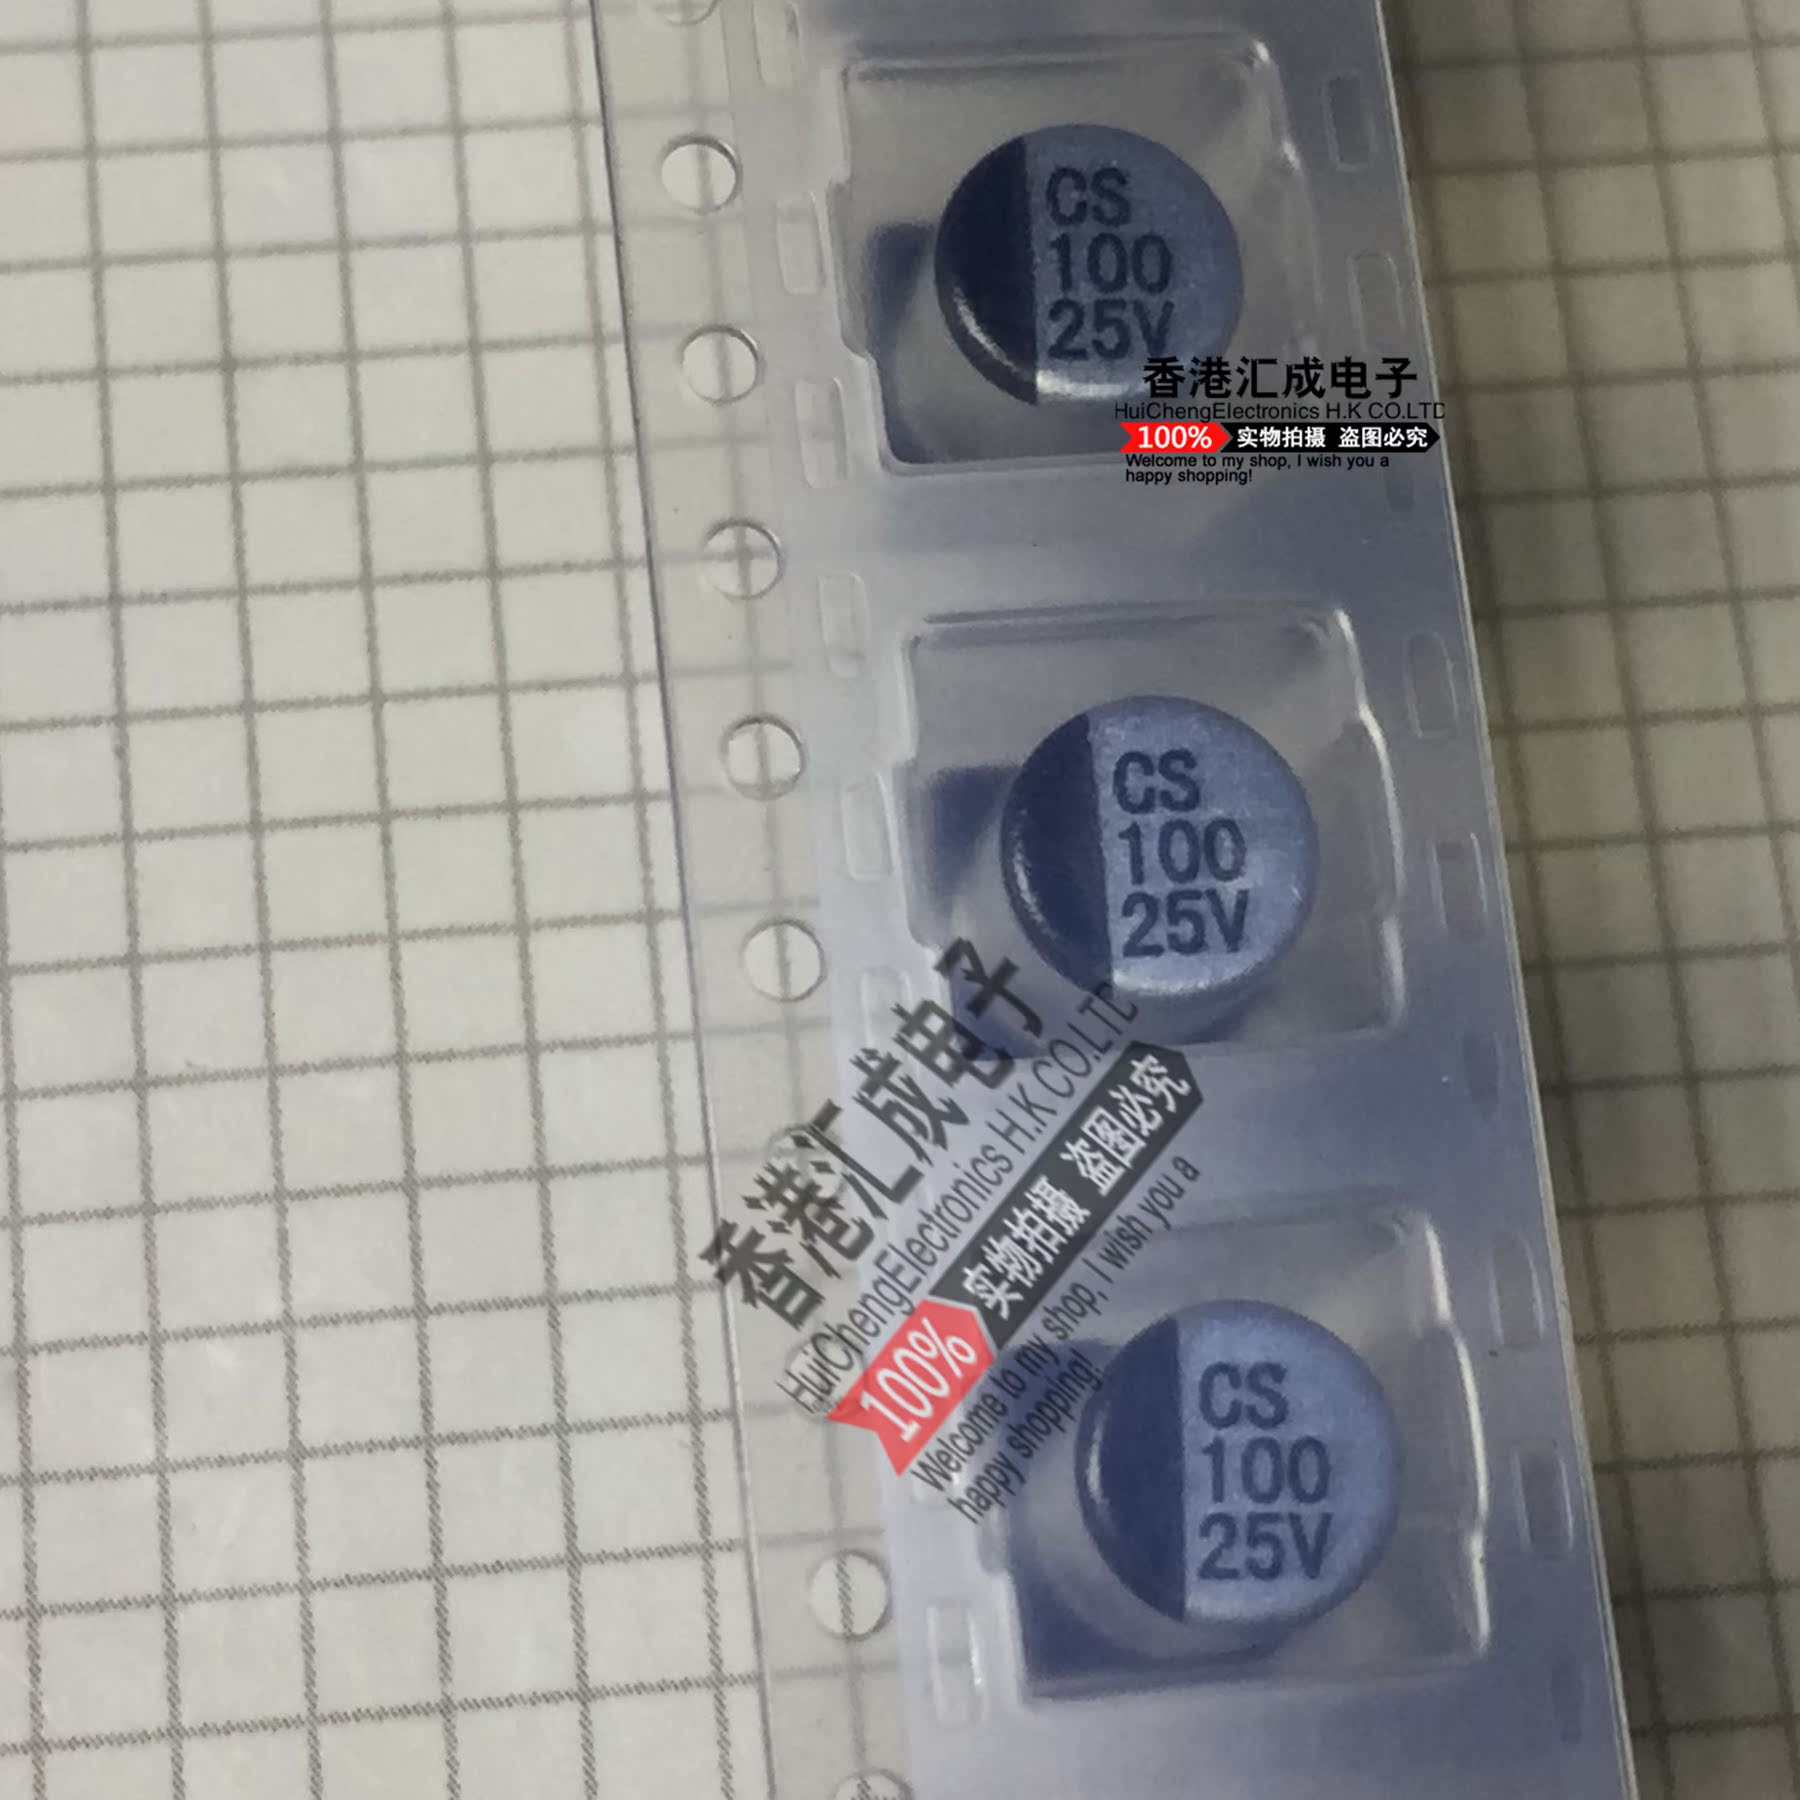 CS
100
25V
香港汇成电子
HuiChengElectronics H.K CO.LTD
100% 实物拍摄 盗图必究
Welcome to my shop, I wish you a
happy shopping!
CS
100
25V
香港汇成电子
HuiChengElectronics H.K CO.LTD
100% 实物拍摄 盗图必究
Welcome to my shop, I wish you a
happy shopping!
CS
100
25V